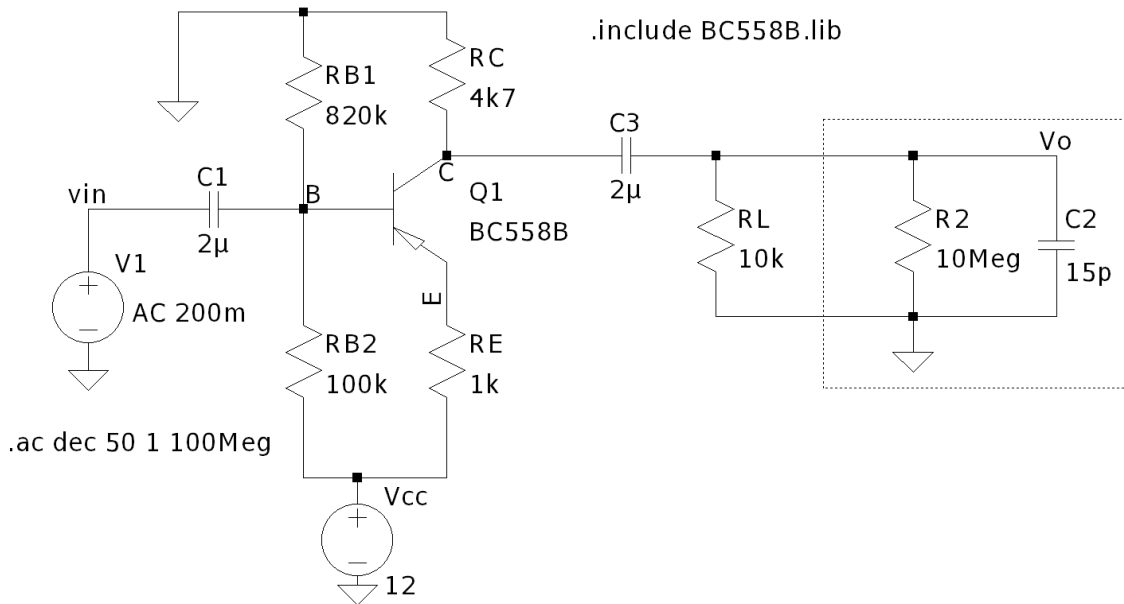 .include BC558B.lib
RB1
820k
RC
4k7
C3
2µ
Vo
vin
C1
2µ
B
C
Q1
BC558B
RL
10k
R2
10Meg
C2
15p
V1
AC 200m
E
RB2
100k
RE
1k
.ac dec 50 1 100Meg
Vcc
12